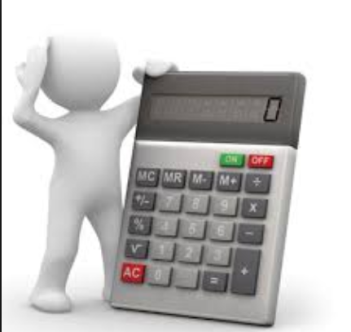 0
ON OFF
MC MR M- M+ ÷
+/- 7 8 9 x
% 4 5 6 -
√ 1 2 3 +
AC 0 . =